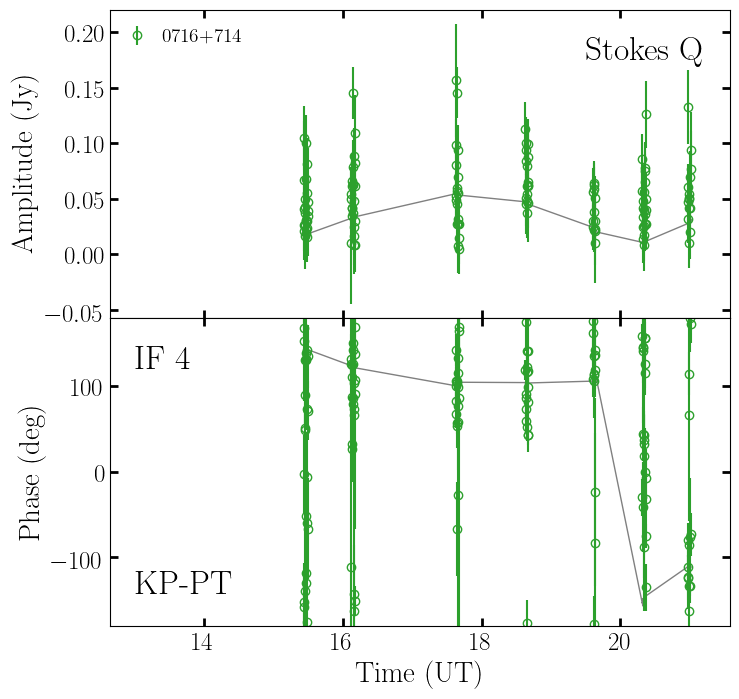 0716+714
Stokes Q
0.20
0.15
0.10
0.05
0.00
−0.05
Amplitude (Jy)
IF 4
100
0
−100
Phase (deg)
KP-PT
14 16 18 20
Time (UT)